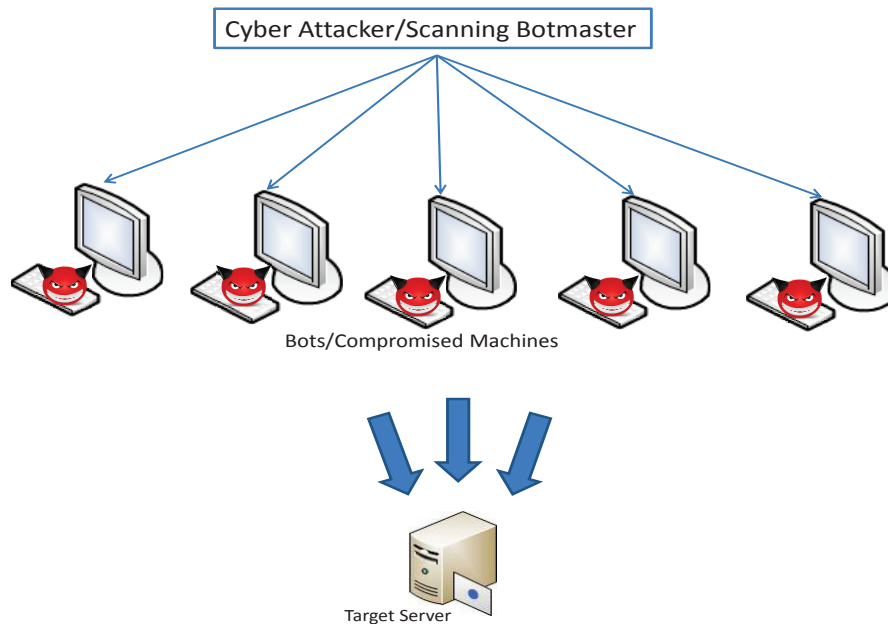 Cyber Attacker/Scanning Botmaster
Bots/Compromised Machines
Target Server